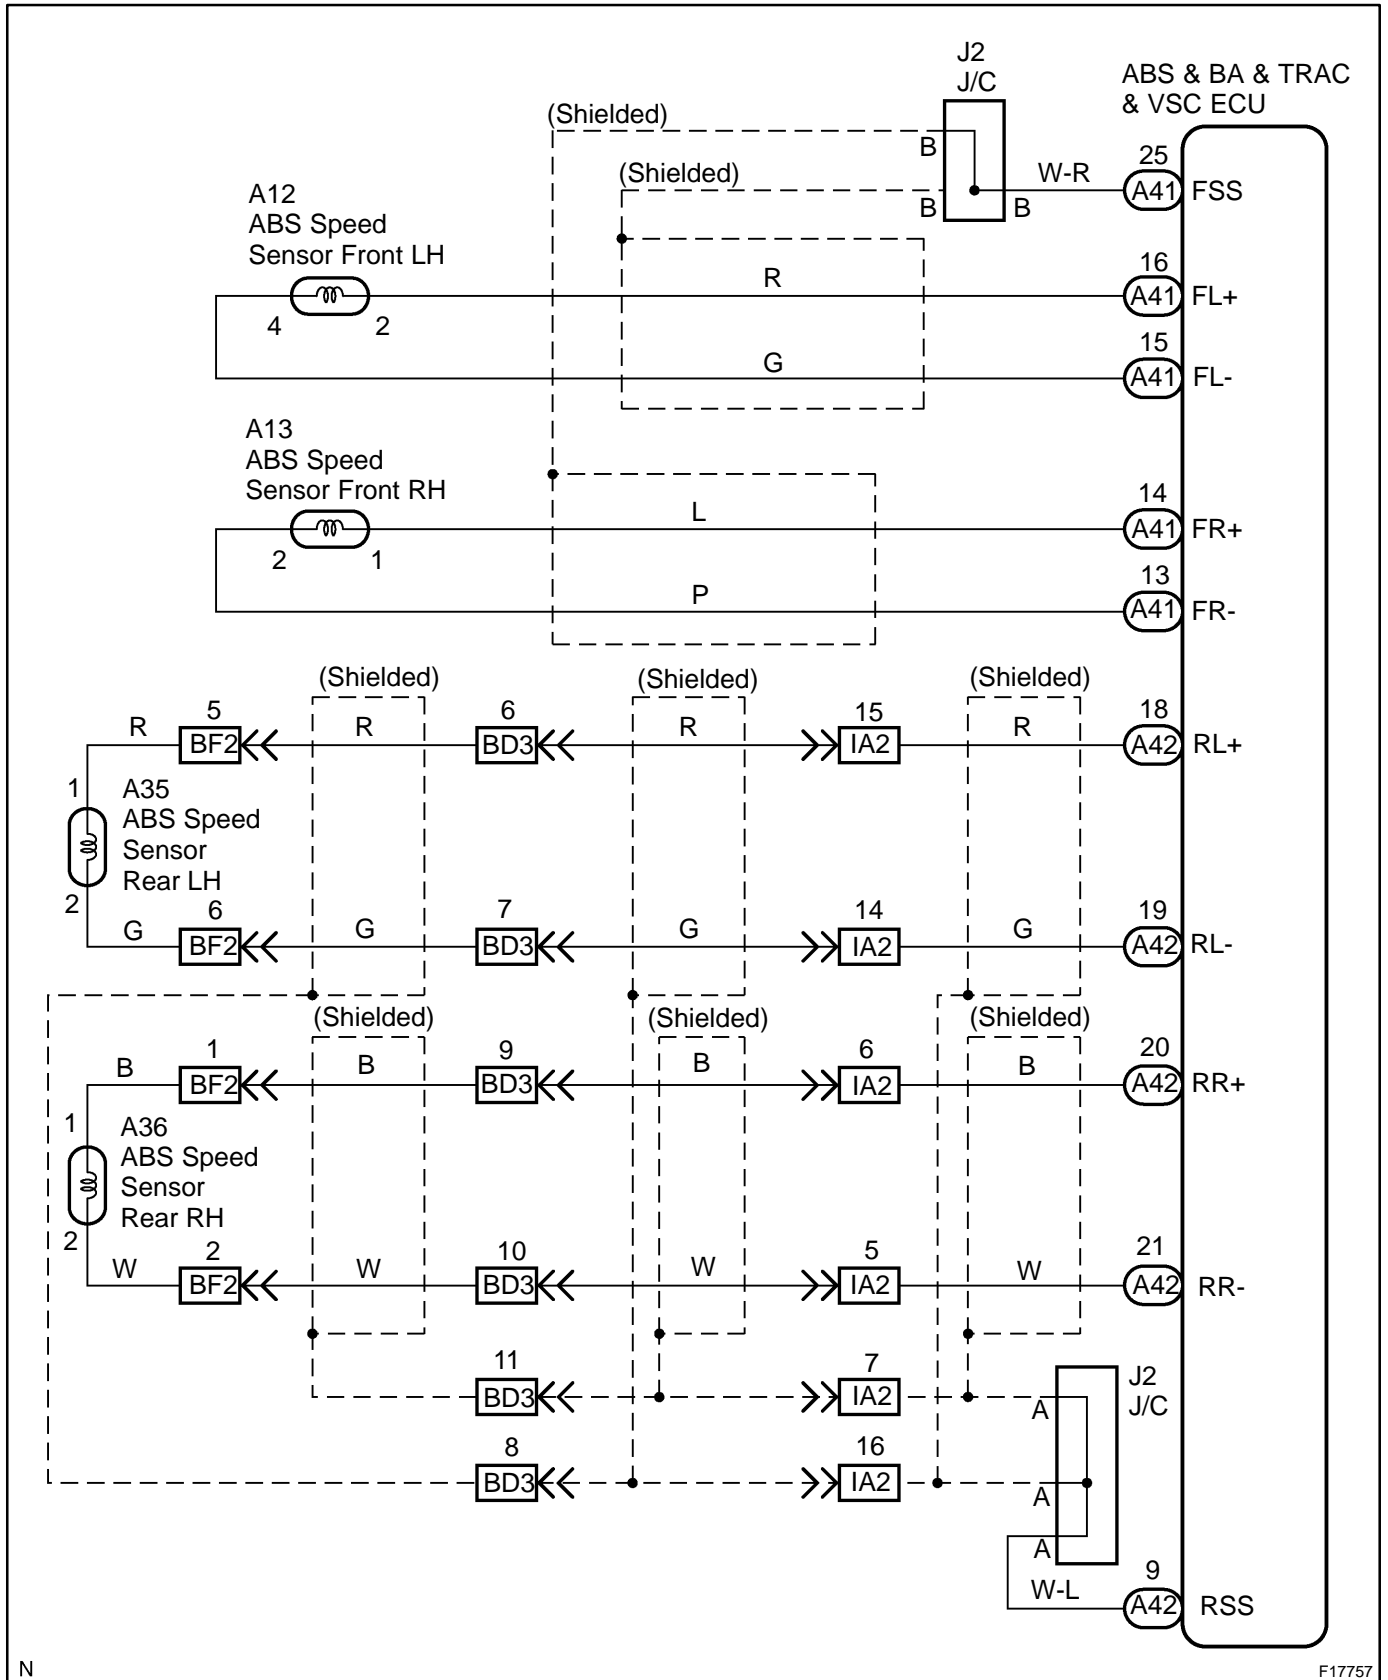 J2
J/C
ABS & BA & TRAC
& VSC ECU
(Shielded)
B
(Shielded)
25
W-R
A41 FSS
A12
ABS Speed
Sensor Front LH
B
B
16
R
A41 FL+
4
2
15
G
A41 FL-
A13
ABS Speed
Sensor Front RH
14
L
A41 FR+
2
1
13
P
A41 FR-
(Shielded)
(Shielded)
(Shielded)
5
6
15
18
R
BF2
R
BD3
R
IA2
R
A42 RL+
1
A35
ABS Speed
Sensor
Rear LH
2
6
7
14
19
G
BF2
G
BD3
G
IA2
G
A42 RL-
(Shielded)
(Shielded)
(Shielded)
1
9
6
20
B
BF2
B
BD3
B
IA2
B
A42 RR+
1
A36
ABS Speed
Sensor
Rear RH
2
2
10
5
21
W
BF2
W
BD3
W
IA2
W
A42 RR-
11
7
J2
J/C
BD3
IA2
A
8
16
BD3
IA2
A
A
9
W-L
A42 RSS
N
F17757